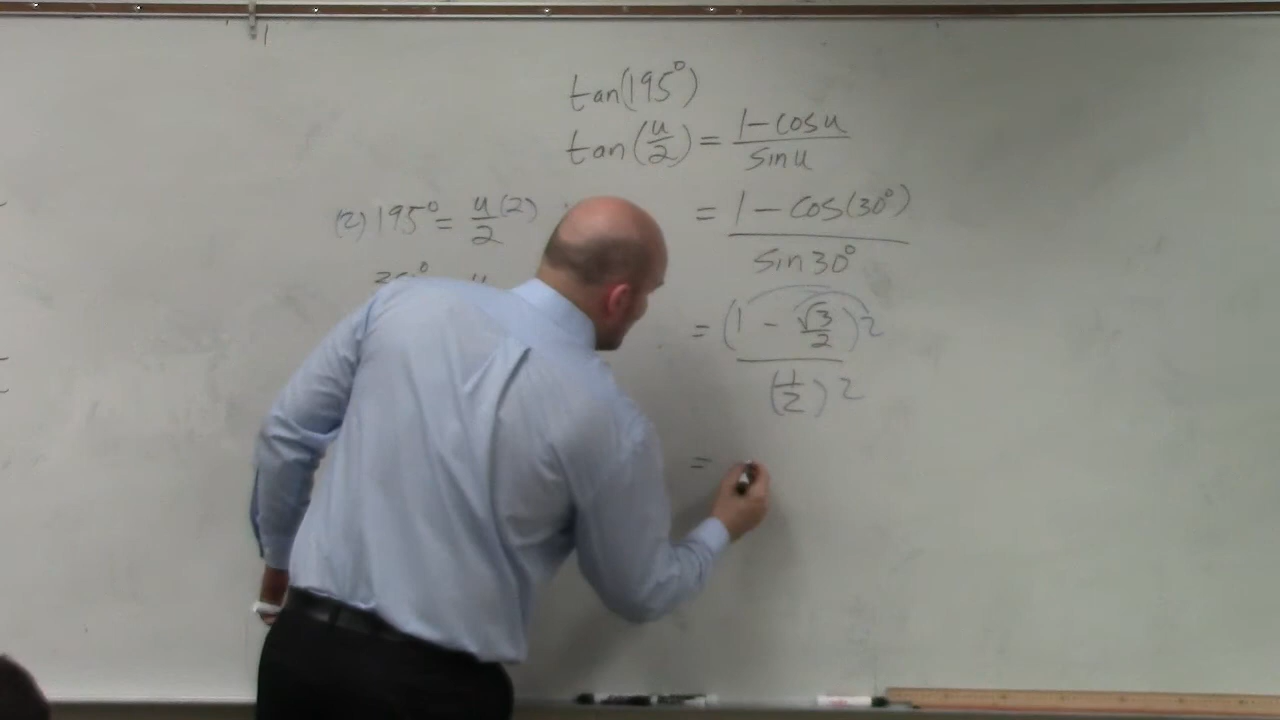 tan(195°)
tan(u/2) = (1 - cos u)/(sin u)
(2) 195° = u(2)/2
= (1 - cos(30°))/(sin 30°)
= (1 - √3/2)2/(1/2)2
=